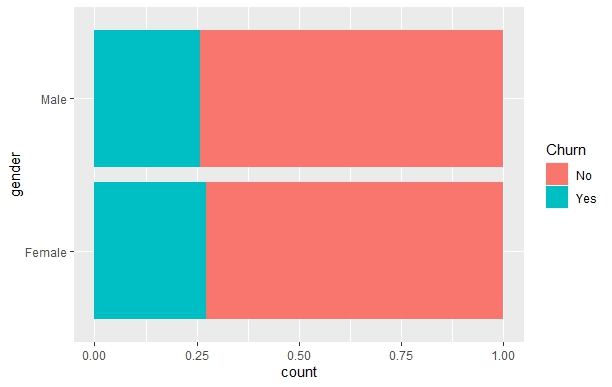 Male
Female
gender
0.00 0.25 0.50 0.75 1.00
count
Churn
No
Yes